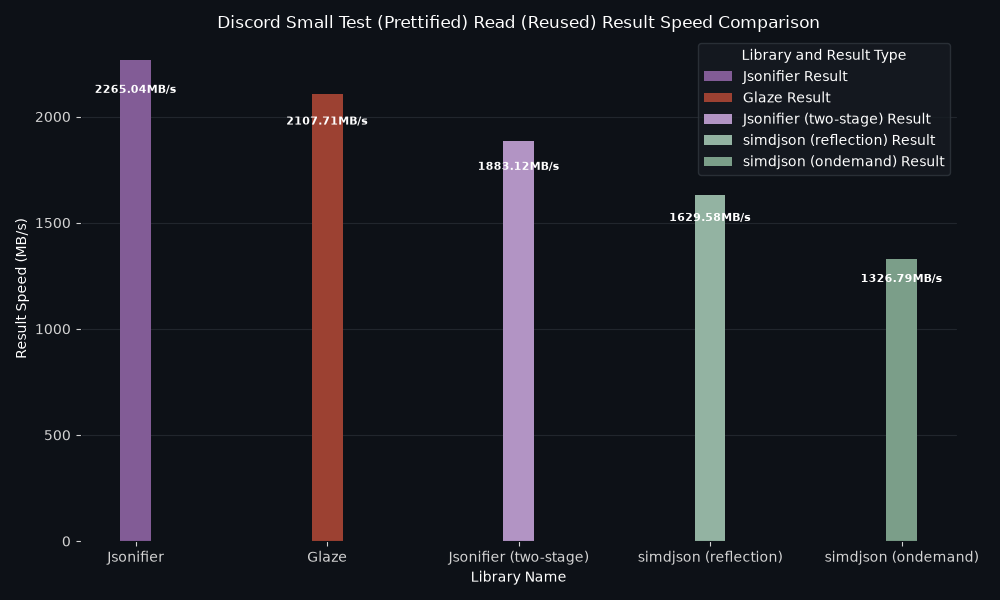 Discord Small Test (Prettified) Read (Reused) Result Speed Comparison
Library and Result Type
Jsonifier Result
Glaze Result
Jsonifier (two-stage) Result
simdjson (reflection) Result
simdjson (ondemand) Result
2265.04MB/s
2107.71MB/s
1883.12MB/s
1629.58MB/s
1326.79MB/s
Result Speed (MB/s)
2000
1500
1000
500
0
Jsonifier
Glaze
Jsonifier (two-stage)
simdjson (reflection)
simdjson (ondemand)
Library Name